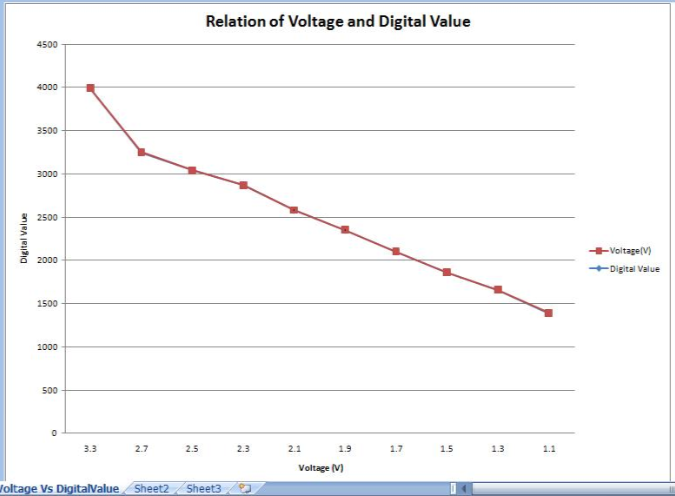 Relation of Voltage and Digital Value
4500
4000
3500
3000
2500
2000
1500
1000
500
0
Digital Value
3.3 2.7 2.5 2.3 2.1 1.9 1.7 1.5 1.3 1.1
Voltage (V)
Voltage(V)
Digital Value
Voltage Vs DigitalValue Sheet2 Sheet3